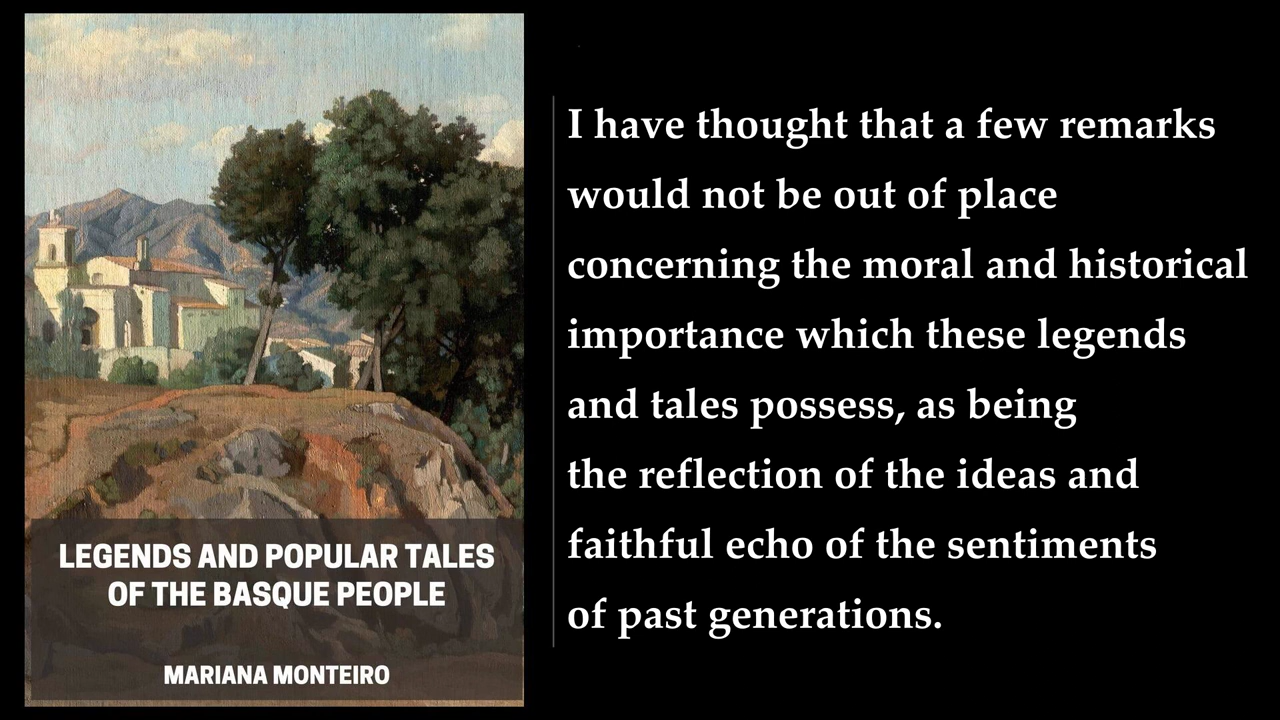 LEGENDS AND POPULAR TALES
OF THE BASQUE PEOPLE
MARIANA MONTEIRO
I have thought that a few remarks
would not be out of place
concerning the moral and historical
importance which these legends
and tales possess, as being
the reflection of the ideas and
faithful echo of the sentiments
of past generations.